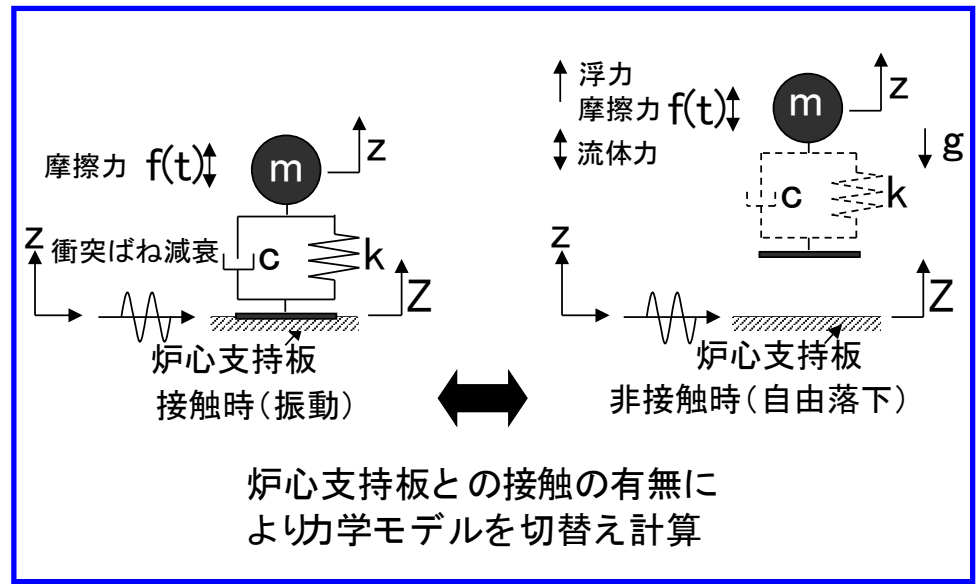 摩擦力 f(t)
m
z
z
衝突ばね減衰
c
k
Z
炉心支持板
接触時（振動）
浮力
摩擦力 f(t)
流体力
m
z
g
c
k
z
Z
炉心支持板
非接触時（自由落下）
炉心支持板との接触の有無に
より力学モデルを切替え計算